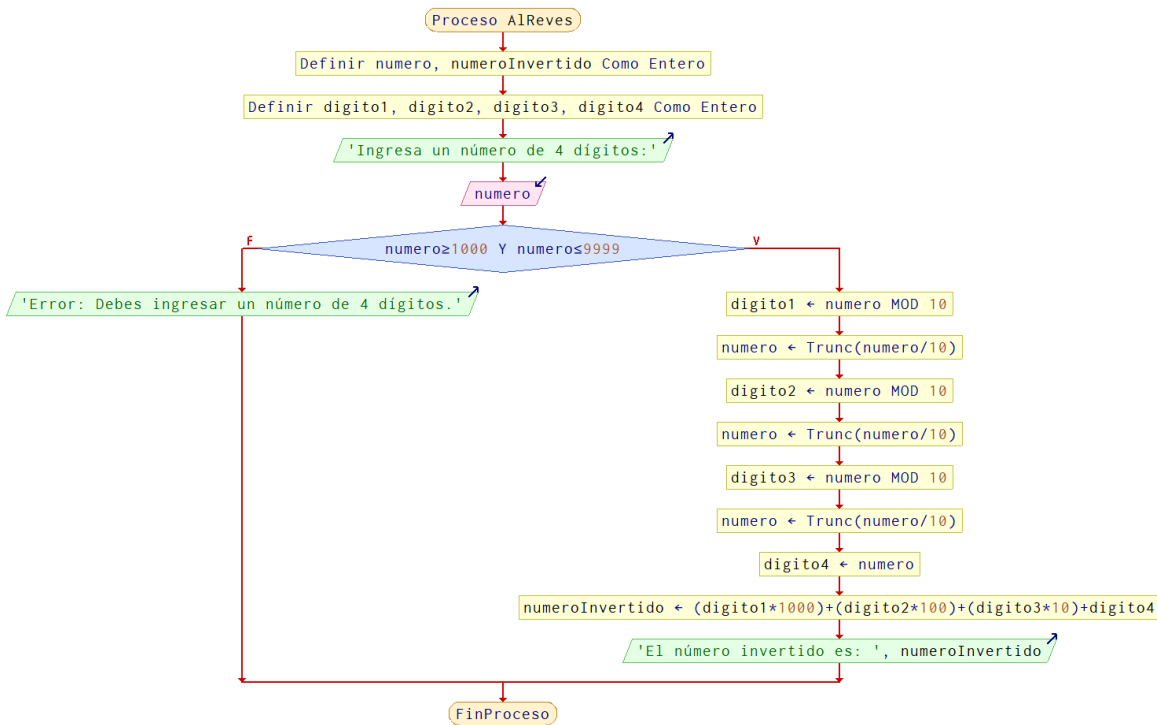 Proceso AlReves
Definir numero, numeroInvertido Como Entero
Definir digito1, digito2, digito3, digito4 Como Entero
'Ingresa un número de 4 dígitos:'
numero
numero≥1000 Y numero≤9999
F
V
'Error: Debes ingresar un número de 4 dígitos.'
digito1 ← numero MOD 10
numero ← Trunc(numero/10)
digito2 ← numero MOD 10
numero ← Trunc(numero/10)
digito3 ← numero MOD 10
numero ← Trunc(numero/10)
digito4 ← numero
numeroInvertido ← (digito1*1000)+(digito2*100)+(digito3*10)+digito4
'El número invertido es: ', numeroInvertido
FinProceso